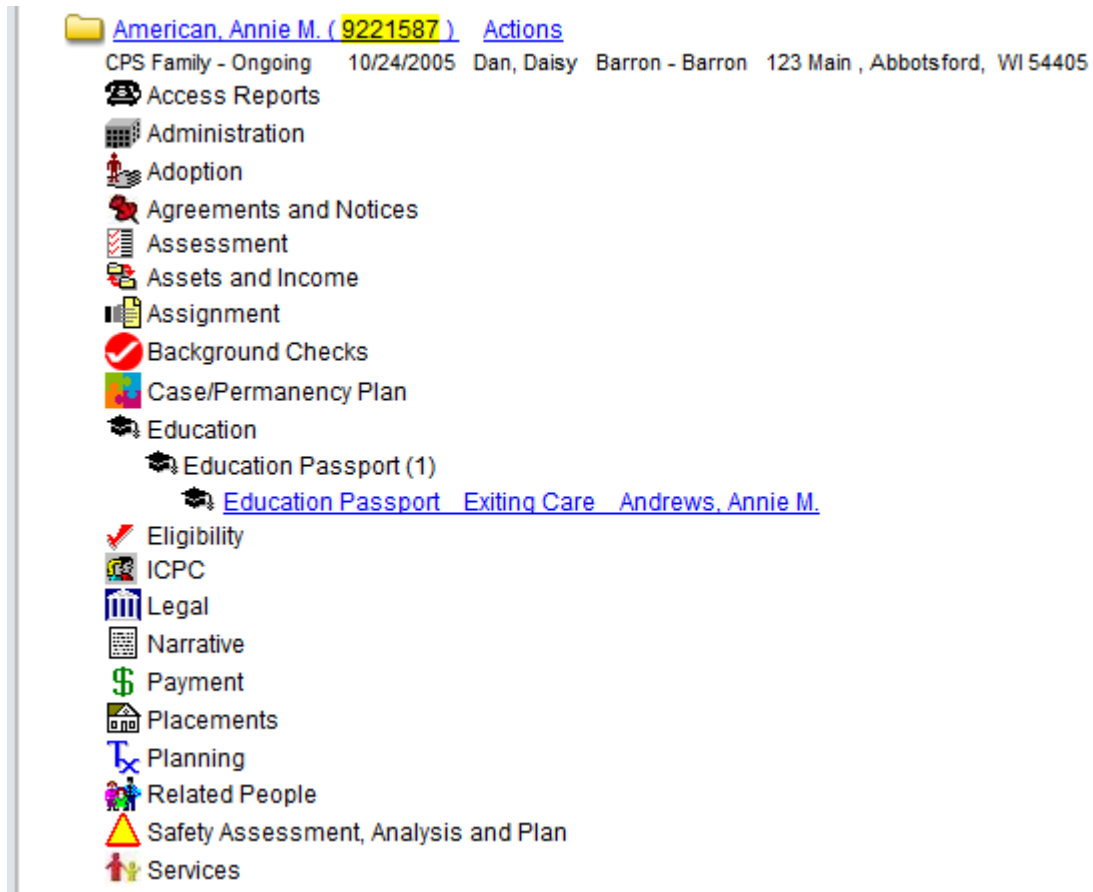 American, Annie M. ( 9221587 ) Actions
CPS Family - Ongoing 10/24/2005 Dan, Daisy Barron - Barron 123 Main , Abbotsford, WI 54405
Access Reports
Administration
Adoption
Agreements and Notices
Assessment
Assets and Income
Assignment
Background Checks
Case/Permanency Plan
Education
Education Passport (1)
Education Passport Exiting Care Andrews, Annie M.
Eligibility
ICPC
Legal
Narrative
$ Payment
Placements
Tx Planning
Related People
Safety Assessment, Analysis and Plan
Services